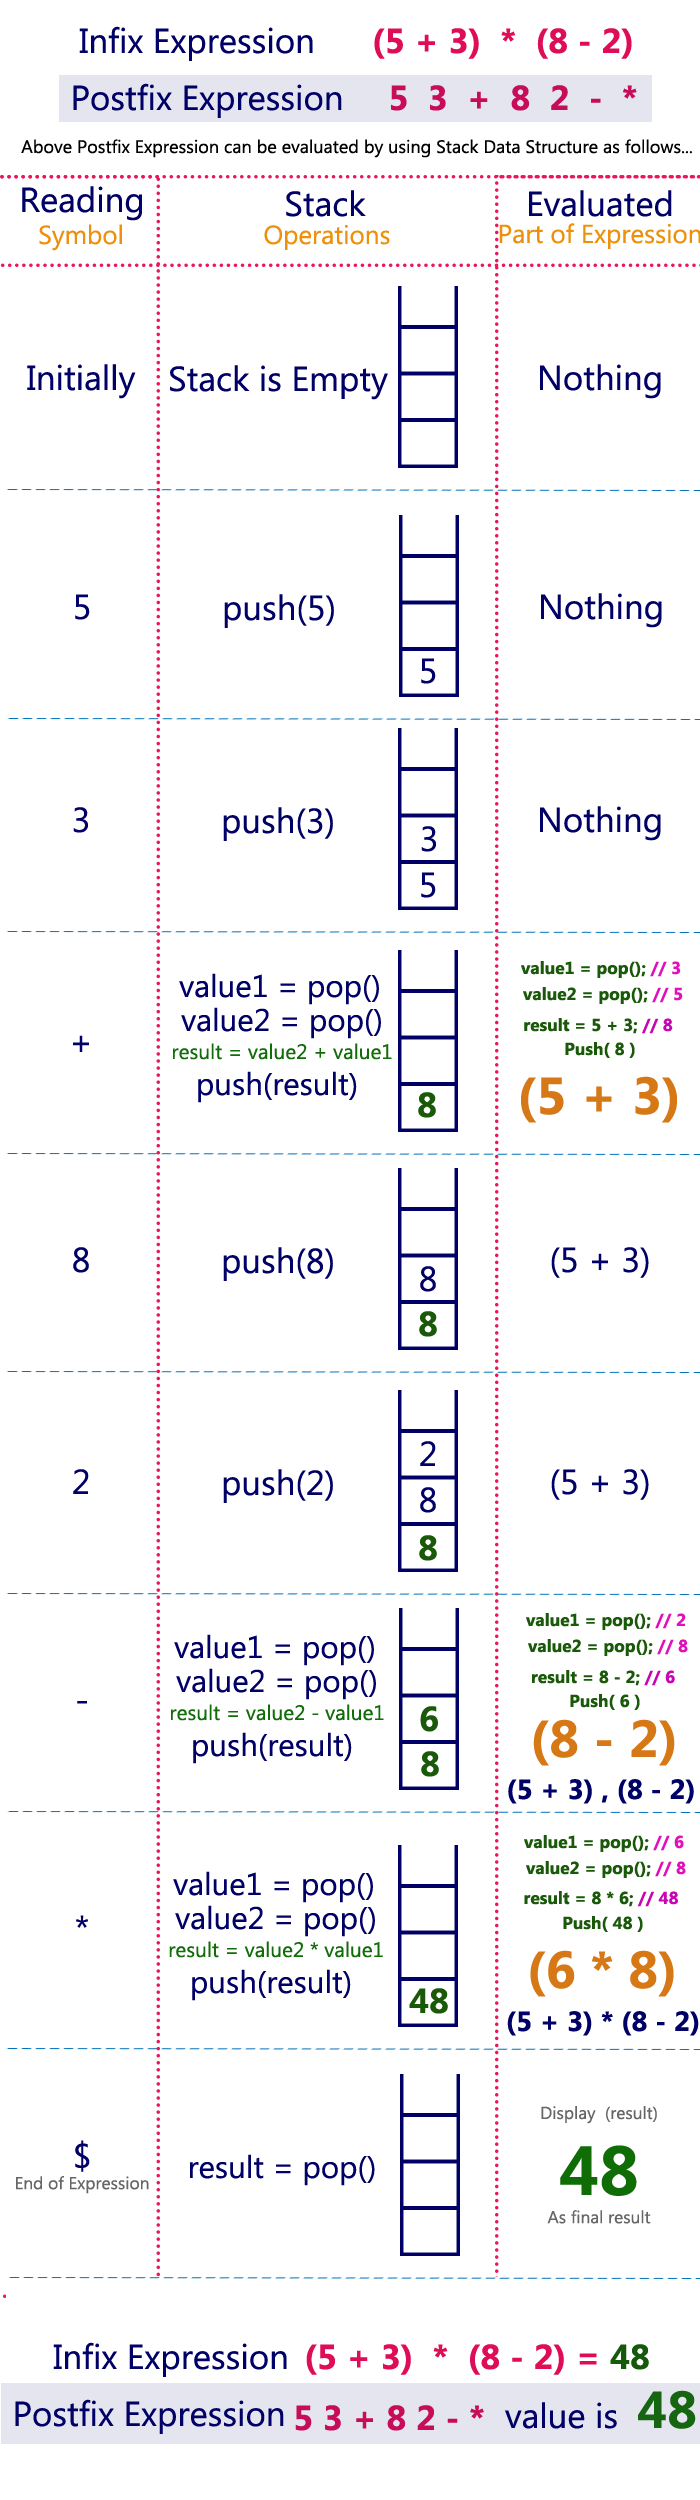 Infix Expression (5 + 3) * (8 - 2)
Postfix Expression 5 3 + 8 2 - *
Above Postfix Expression can be evaluated by using Stack Data Structure as follows...
Reading Stack Evaluated
Symbol Operations Part of Expression
Initially Stack is Empty Nothing
5 push(5) Nothing
5
3 push(3) Nothing
3
5
+
value1 = pop()
value2 = pop()
result = value2 + value1
push(result)
8
value1 = pop(); // 3
value2 = pop(); // 5
result = 5 + 3; // 8
Push( 8 )
(5 + 3)
8 push(8) (5 + 3)
8
8
2 push(2) (5 + 3)
2
8
8
-
value1 = pop()
value2 = pop()
result = value2 - value1
push(result)
6
8
value1 = pop(); // 2
value2 = pop(); // 8
result = 8 - 2; // 6
Push( 6 )
(8 - 2)
(5 + 3) , (8 - 2)
*
value1 = pop()
value2 = pop()
result = value2 * value1
push(result)
48
value1 = pop(); // 6
value2 = pop(); // 8
result = 8 * 6; // 48
Push( 48 )
(6 * 8)
(5 + 3) * (8 - 2)
$
End of Expression
result = pop()
Display (result)
48
As final result
Infix Expression (5 + 3) * (8 - 2) = 48
Postfix Expression 5 3 + 8 2 - * value is 48